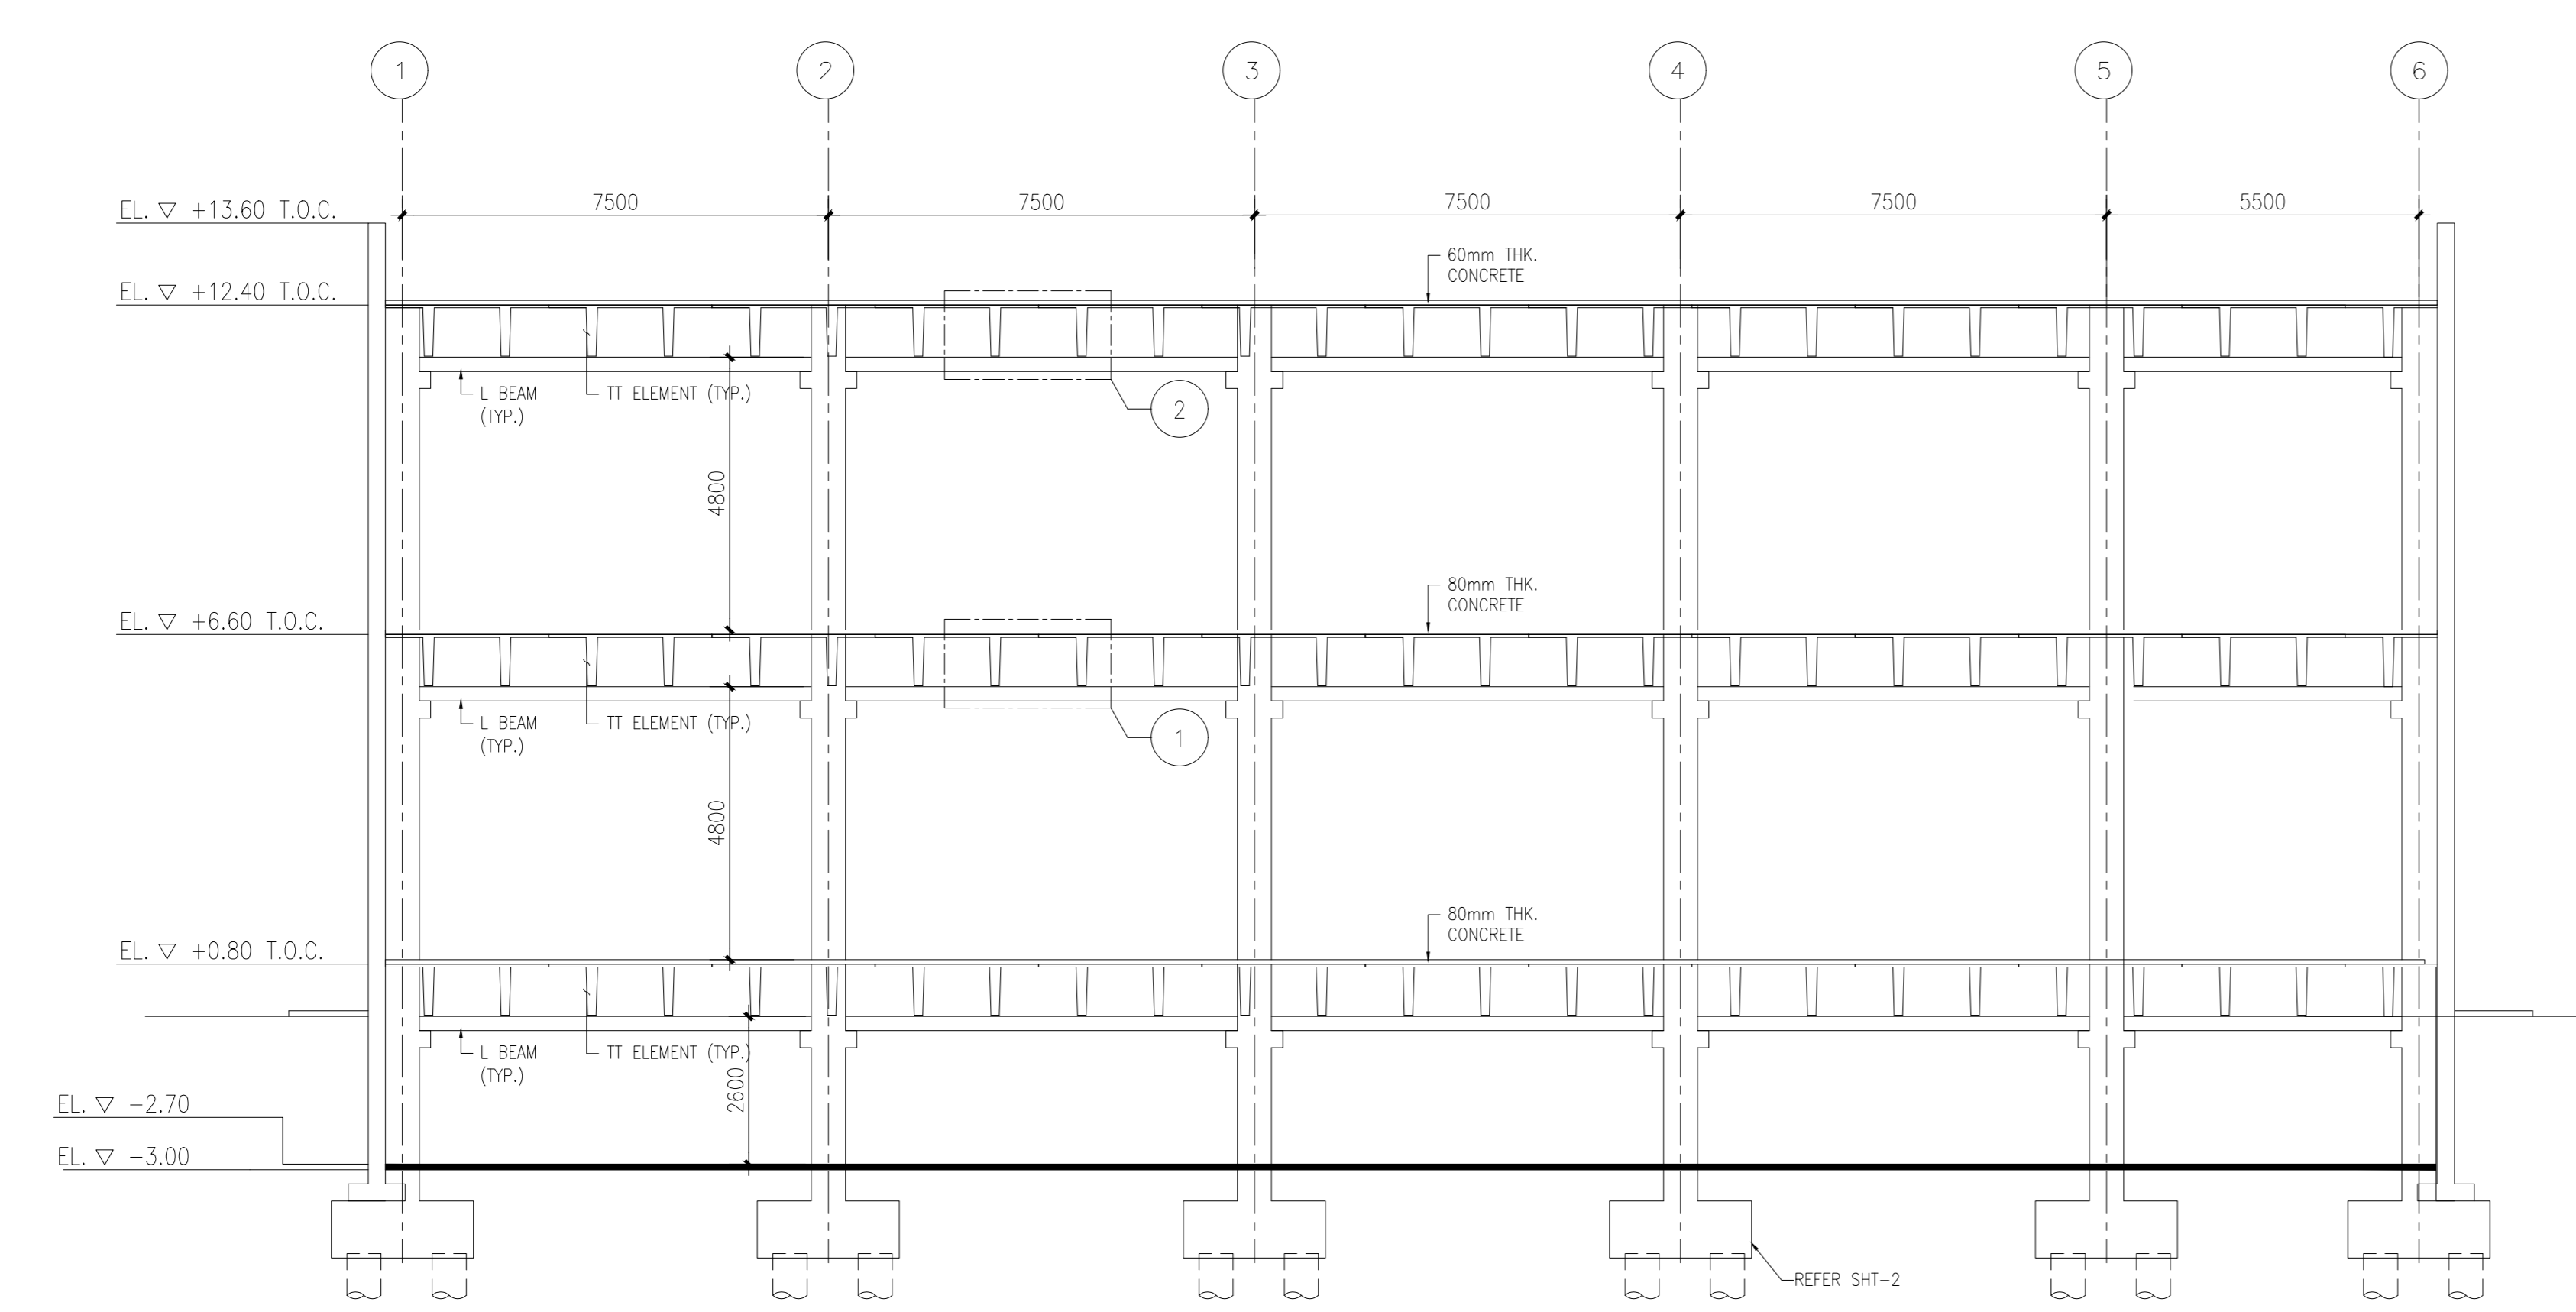 1 2 3 4 5 6
7500 7500 7500 7500 5500
EL. ▽ +13.60 T.O.C.
60mm THK.
CONCRETE
EL. ▽ +12.40 T.O.C.
L BEAM
(TYP.)
TT ELEMENT (TYP.)
2
4800
80mm THK.
CONCRETE
EL. ▽ +6.60 T.O.C.
L BEAM
(TYP.)
TT ELEMENT (TYP.)
1
4800
80mm THK.
CONCRETE
EL. ▽ +0.80 T.O.C.
L BEAM
(TYP.)
TT ELEMENT (TYP.)
2600
EL. ▽ -2.70
EL. ▽ -3.00
REFER SHT-2